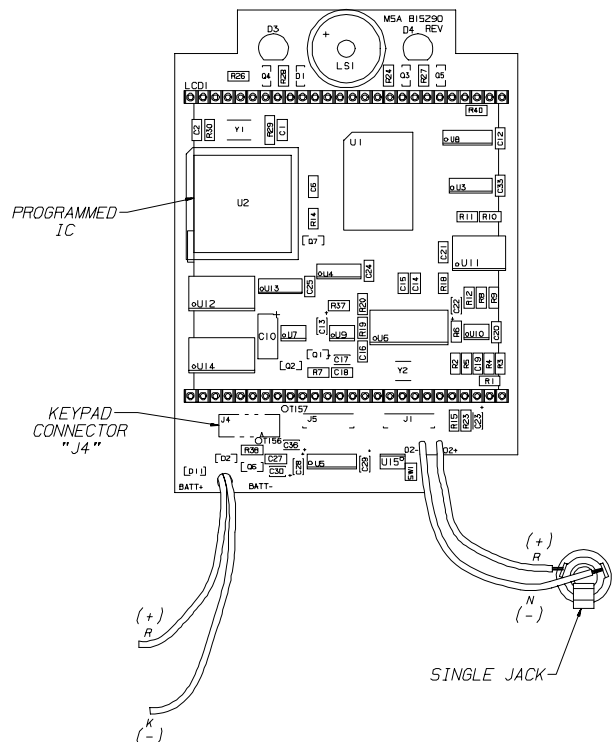 MSA 815290
REV
D3
D4
+
LS1
R26
Q4
R28
D1
R24
Q3
R27
Q5
LCD1
R40
C2
R30
Y1
R29
C1
U1
U8
C12
U2
C6
U3
C33
R14
R11
R10
Q7
PROGRAMMED
IC
C21
U11
U4
C24
U13
C25
C15
C14
R18
R12
R8
R9
U12
R37
R20
C22
C10
U7
C13
U9
R19
U6
R6
U10
C20
U14
Q1
C16
C17
Q2
R7
C18
Y2
R2
R5
C19
R4
R3
R1
KEYPAD
CONNECTOR
"J4"
TI57
J4
J5
J1
R15
R23
C23
TI56
R38
C36
O2-
O2+
D2
C27
U5
C29
U15
D11
Q6
C30
C28
SW1
BATT+
BATT-
(+)
R
(+)
R
N
(-)
SINGLE JACK
K
(-)